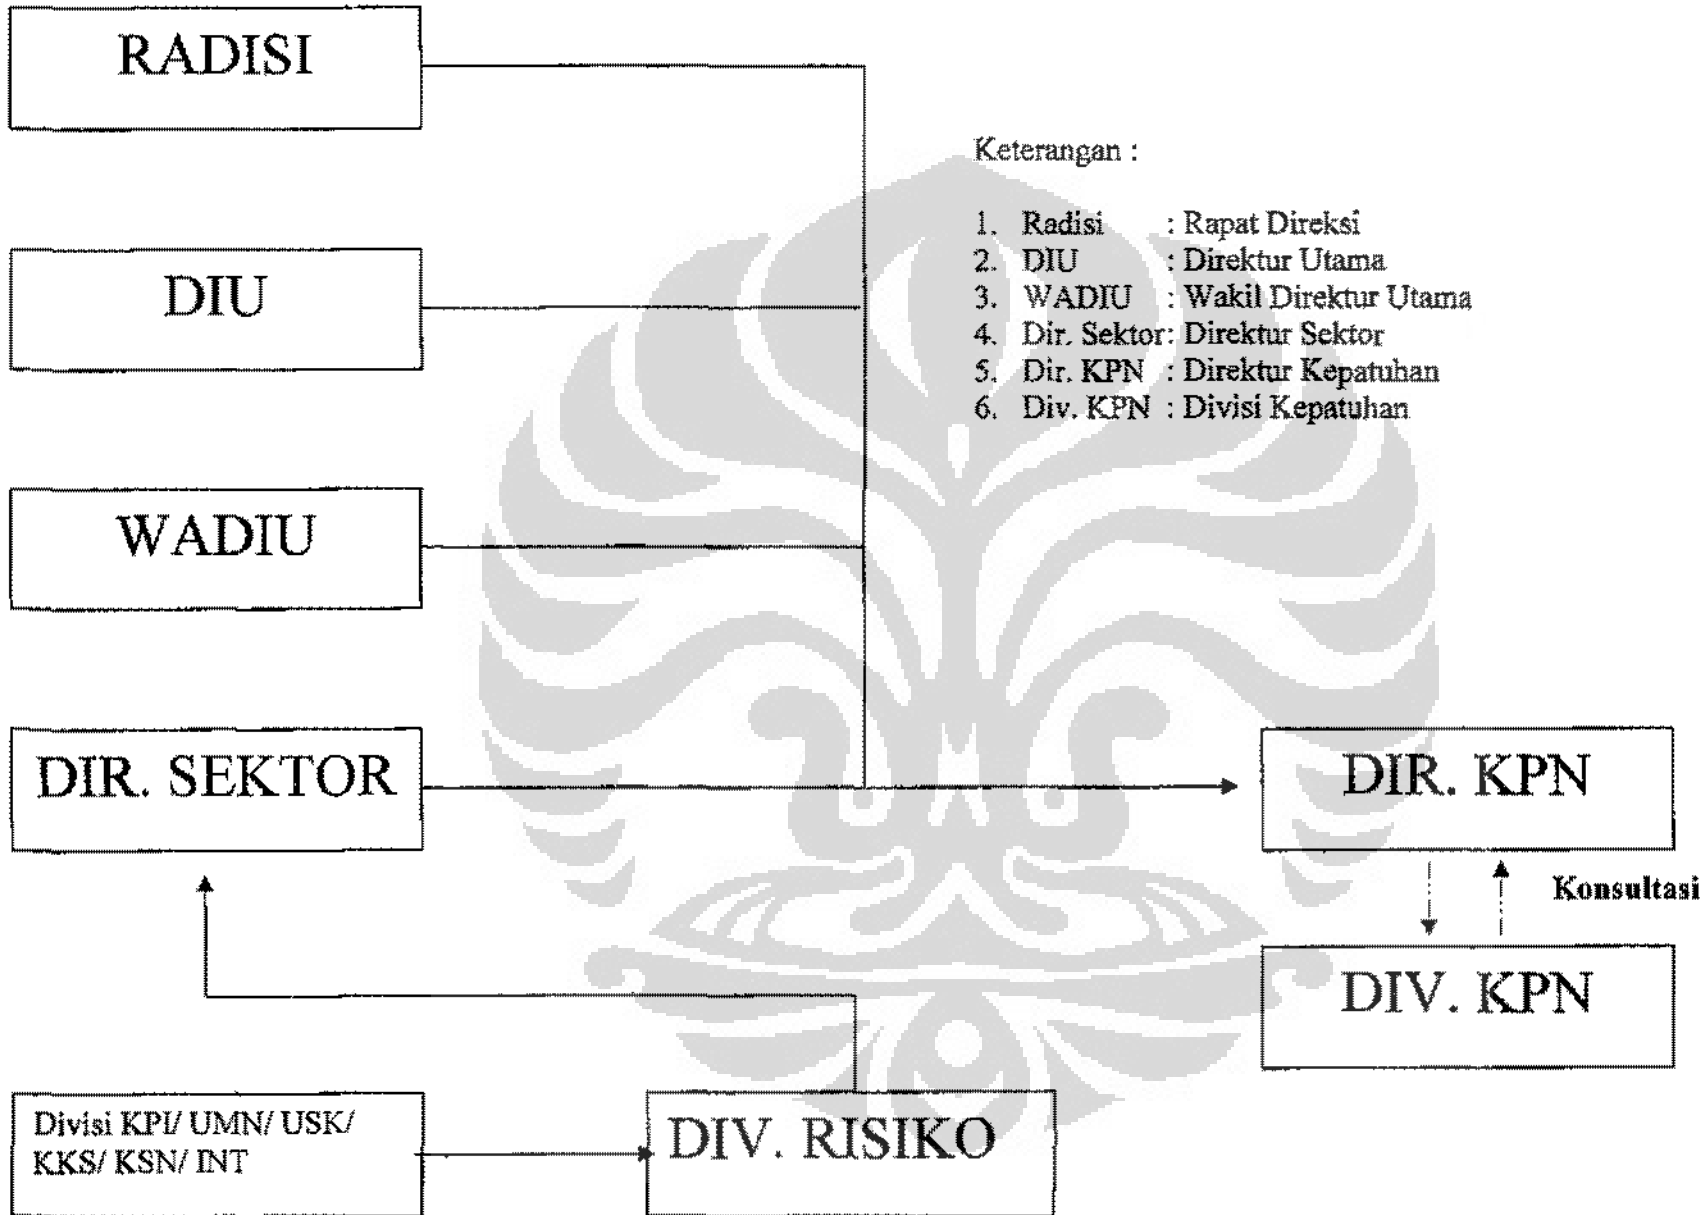 RADISI
Keterangan :
1. Radisi : Rapat Direksi
2. DIU : Direktur Utama
3. WADIU : Wakil Direktur Utama
4. Dir. Sektor: Direktur Sektor
5. Dir. KPN : Direktur Kepatuhan
6. Div. KPN : Divisi Kepatuhan
DIU
WADIU
DIR. SEKTOR
DIR. KPN
Konsultasi
DIV. KPN
Divisi KPI/ UMN/ USK/
KKS/ KSN/ INT
DIV. RISIKO